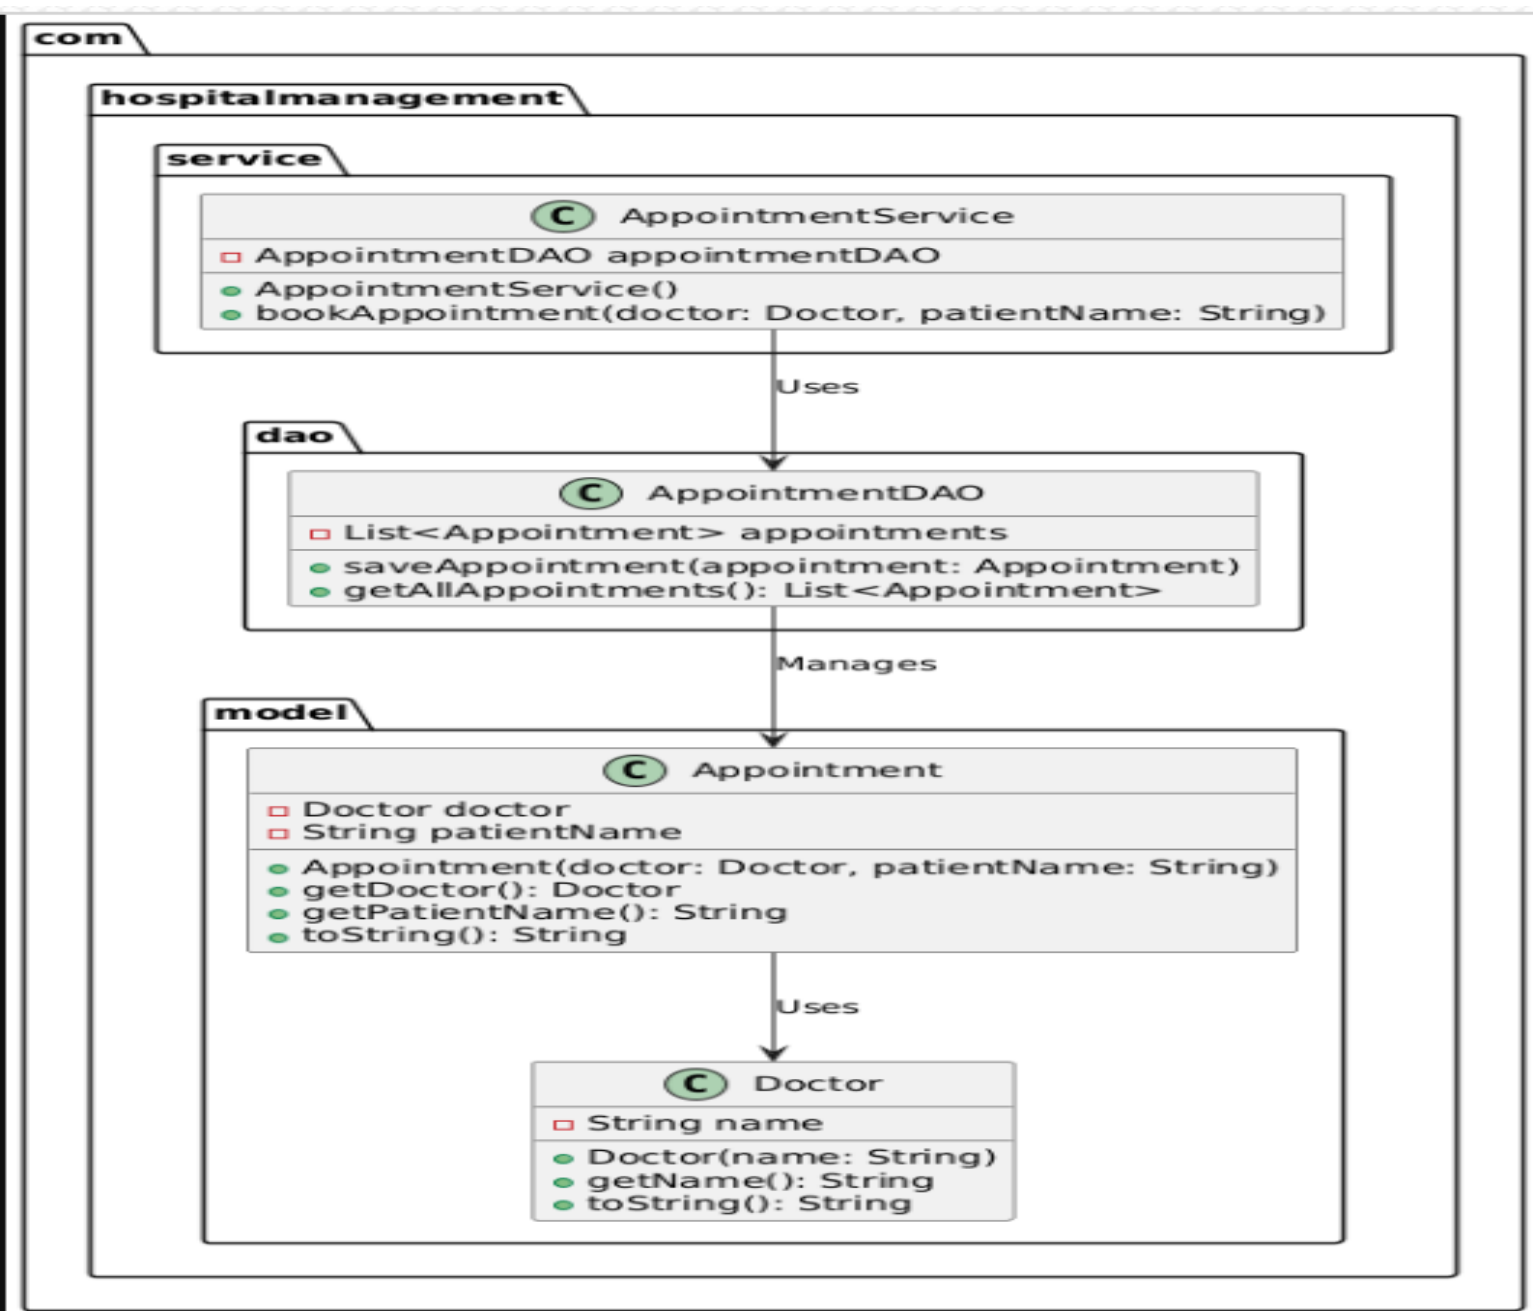 com
hospitalmanagement
service
C AppointmentService
AppointmentDAO appointmentDAO
AppointmentService()
bookAppointment(doctor: Doctor, patientName: String)
Uses
dao
C AppointmentDAO
List<Appointment> appointments
saveAppointment(appointment: Appointment)
getAllAppointments(): List<Appointment>
Manages
model
C Appointment
Doctor doctor
String patientName
Appointment(doctor: Doctor, patientName: String)
getDoctor(): Doctor
getPatientName(): String
toString(): String
Uses
C Doctor
String name
Doctor(name: String)
getName(): String
toString(): String